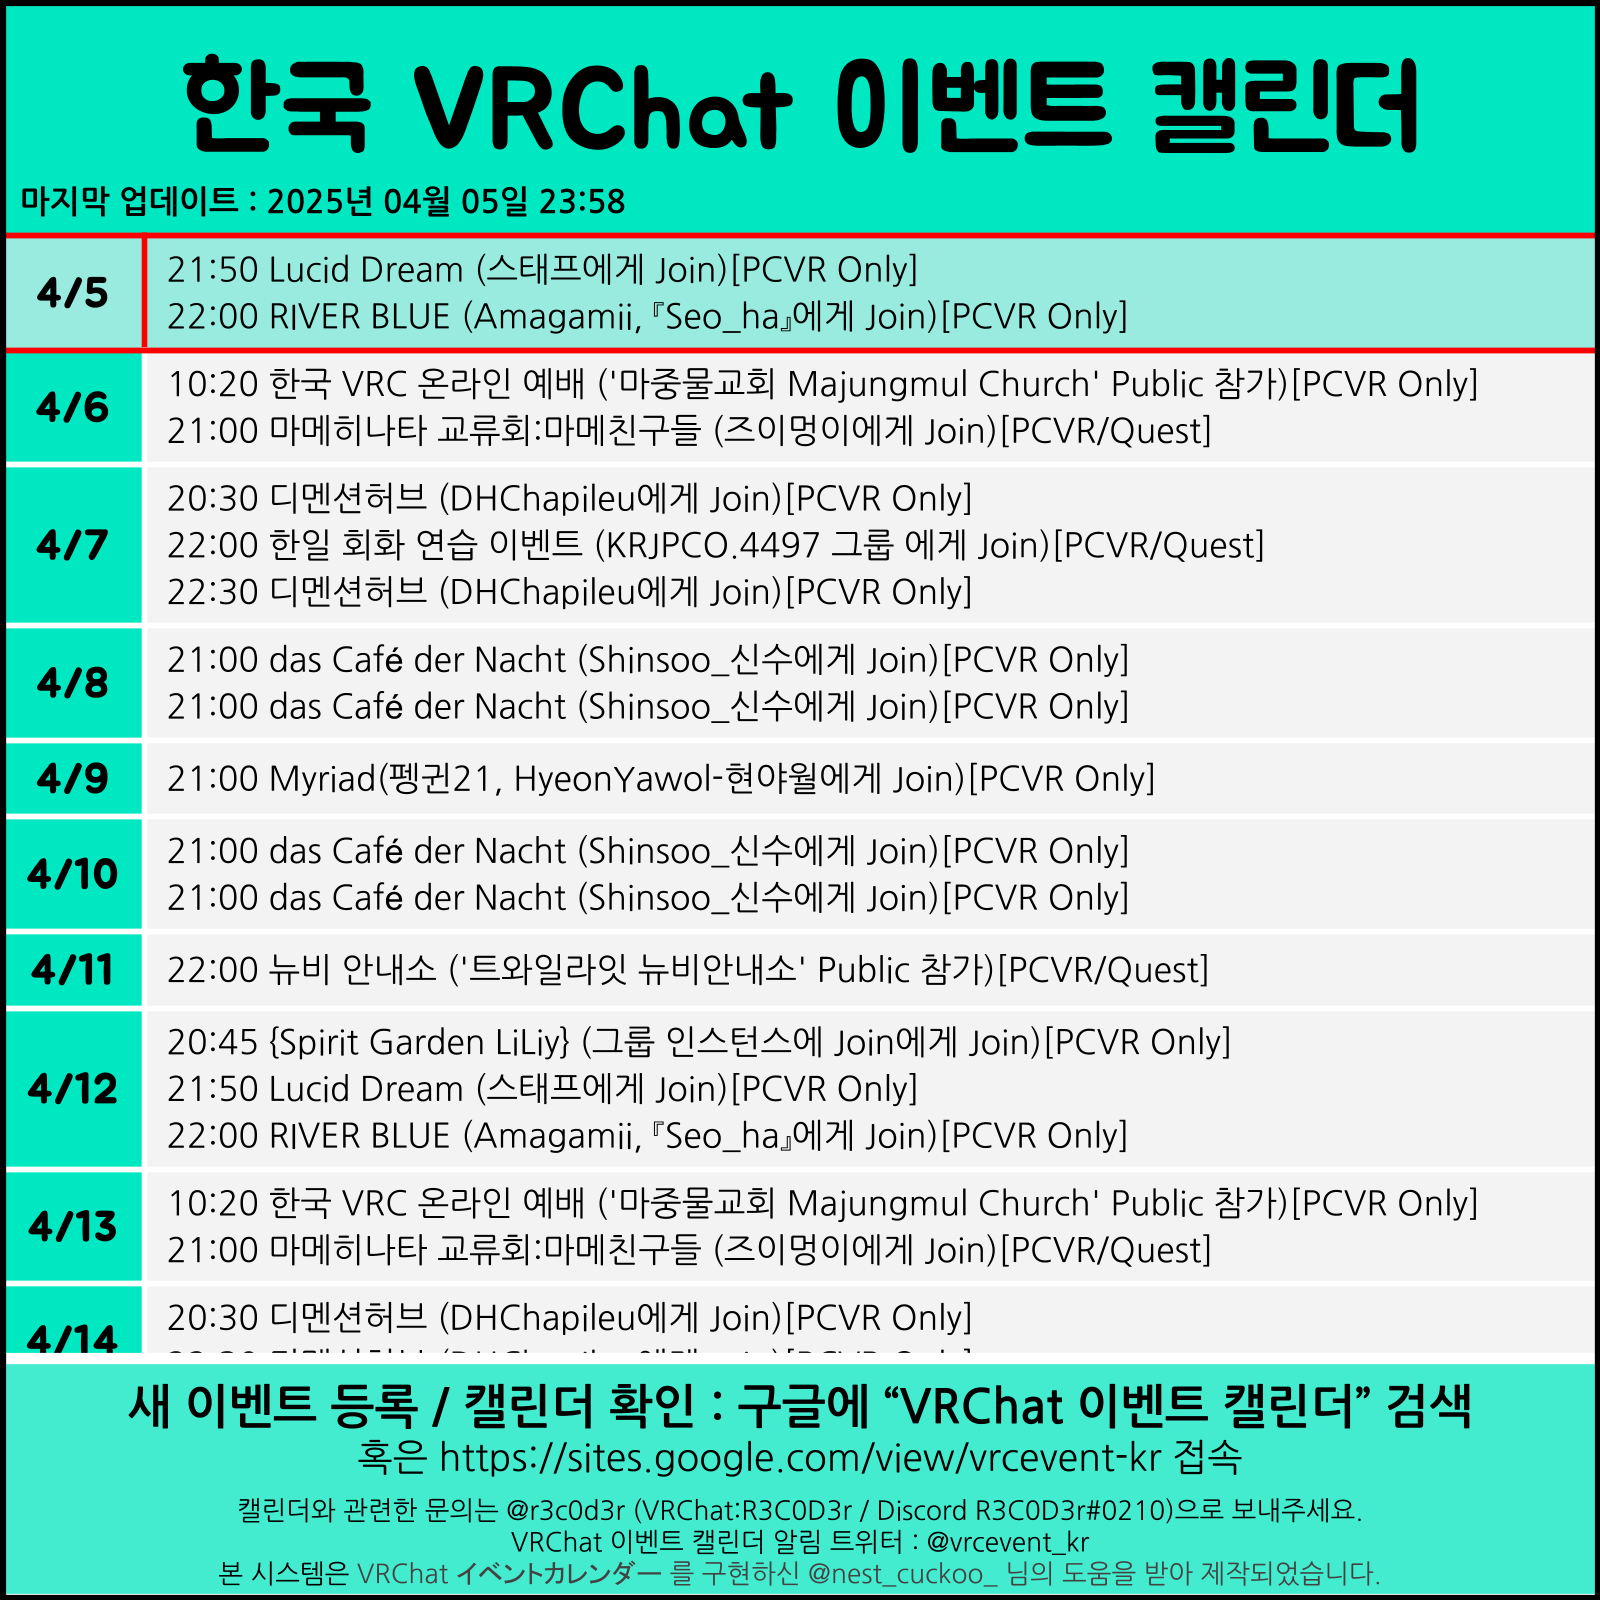 한국 VRChat 이벤트 캘린더
마지막 업데이트 : 2025년 04월 05일 23:58
4/5
21:50 Lucid Dream (스태프에게 Join)[PCVR Only]
22:00 RIVER BLUE (Amagamii,『Seo_ha』에게 Join)[PCVR Only]
4/6
10:20 한국 VRC 온라인 예배 ('마중물교회 Majungmul Church' Public 참가)[PCVR Only]
21:00 마메히나타 교류회:마메친구들 (즈이멍이에게 Join)[PCVR/Quest]
4/7
20:30 디멘션허브 (DHChapileu에게 Join)[PCVR Only]
22:00 한일 회화 연습 이벤트 (KRJPCO.4497 그룹 에게 Join)[PCVR/Quest]
22:30 디멘션허브 (DHChapileu에게 Join)[PCVR Only]
4/8
21:00 das Café der Nacht (Shinsoo_신수에게 Join)[PCVR Only]
21:00 das Café der Nacht (Shinsoo_신수에게 Join)[PCVR Only]
4/9
21:00 Myriad(펭귄21, HyeonYawol-현야월에게 Join)[PCVR Only]
4/10
21:00 das Café der Nacht (Shinsoo_신수에게 Join)[PCVR Only]
21:00 das Café der Nacht (Shinsoo_신수에게 Join)[PCVR Only]
4/11
22:00 뉴비 안내소 ('트와일라잇 뉴비안내소' Public 참가)[PCVR/Quest]
4/12
20:45 {Spirit Garden LiLiy} (그룹 인스턴스에 Join에게 Join)[PCVR Only]
21:50 Lucid Dream (스태프에게 Join)[PCVR Only]
22:00 RIVER BLUE (Amagamii,『Seo_ha』에게 Join)[PCVR Only]
4/13
10:20 한국 VRC 온라인 예배 ('마중물교회 Majungmul Church' Public 참가)[PCVR Only]
21:00 마메히나타 교류회:마메친구들 (즈이멍이에게 Join)[PCVR/Quest]
4/14
20:30 디멘션허브 (DHChapileu에게 Join)[PCVR Only]
새 이벤트 등록 / 캘린더 확인 : 구글에 “VRChat 이벤트 캘린더” 검색
혹은 https://sites.google.com/view/vrcevent-kr 접속
캘린더와 관련한 문의는 @r3c0d3r (VRChat:R3C0D3r / Discord R3C0D3r#0210)으로 보내주세요.
VRChat 이벤트 캘린더 알림 트위터 : @vrcevent_kr
본 시스템은 VRChat イベントカレンダー 를 구현하신 @nest_cuckoo_ 님의 도움을 받아 제작되었습니다.